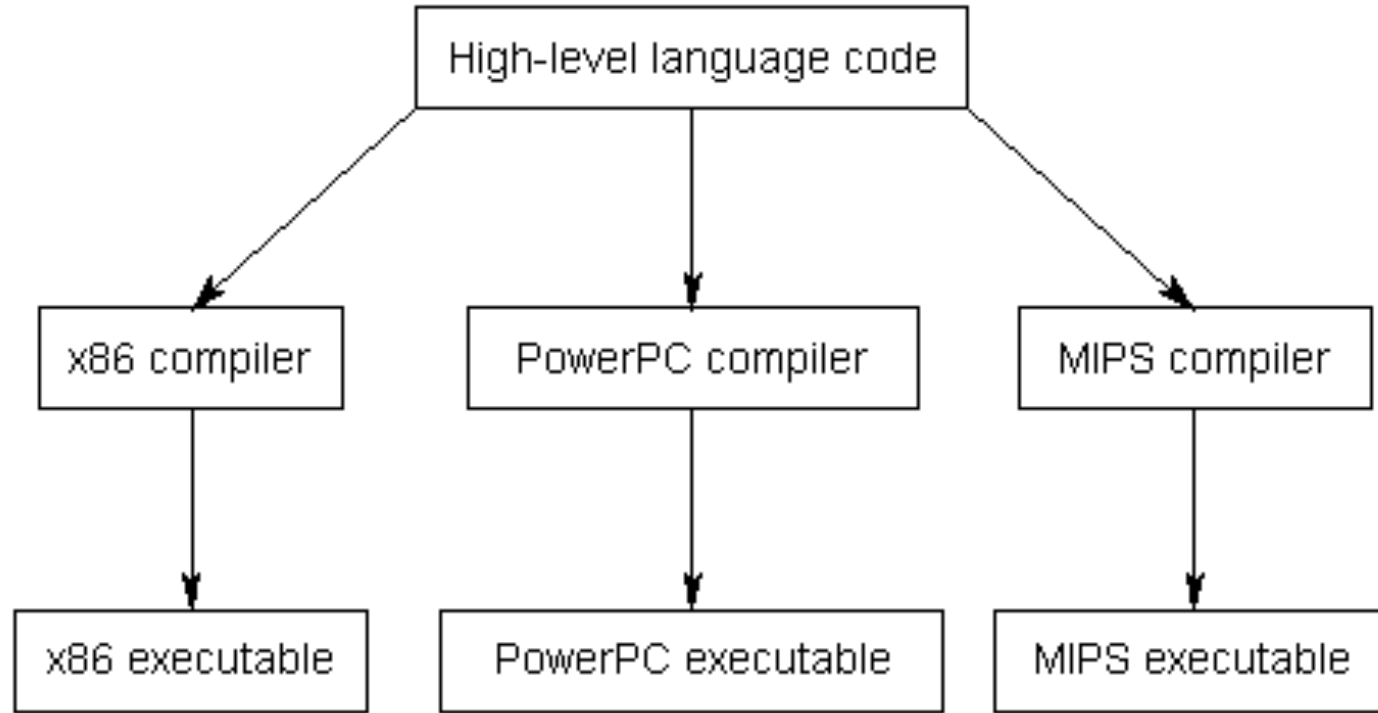 High-level language code
x86 compiler
PowerPC compiler
MIPS compiler
x86 executable
PowerPC executable
MIPS executable